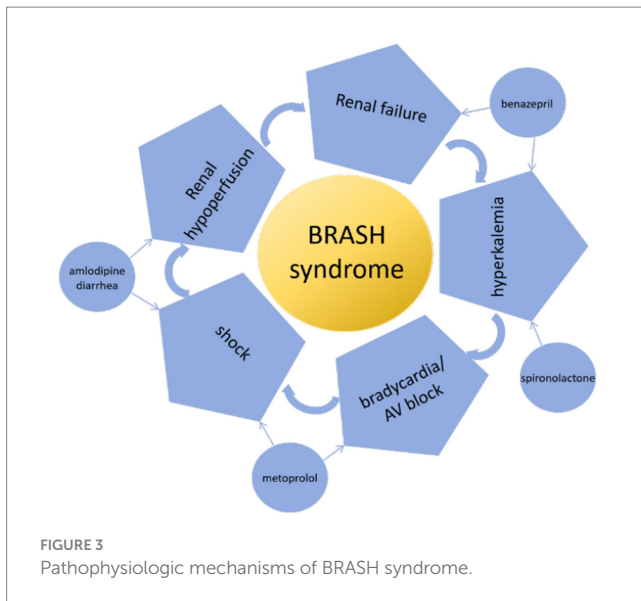 Renal failure
benazepril
Renal
hypoperfusion
BRASH
syndrome
hyperkalemia
amlodipine
diarrhea
shock
bradycardia/
AV block
spironolactone
metoprolol
FIGURE 3
Pathophysiologic mechanisms of BRASH syndrome.